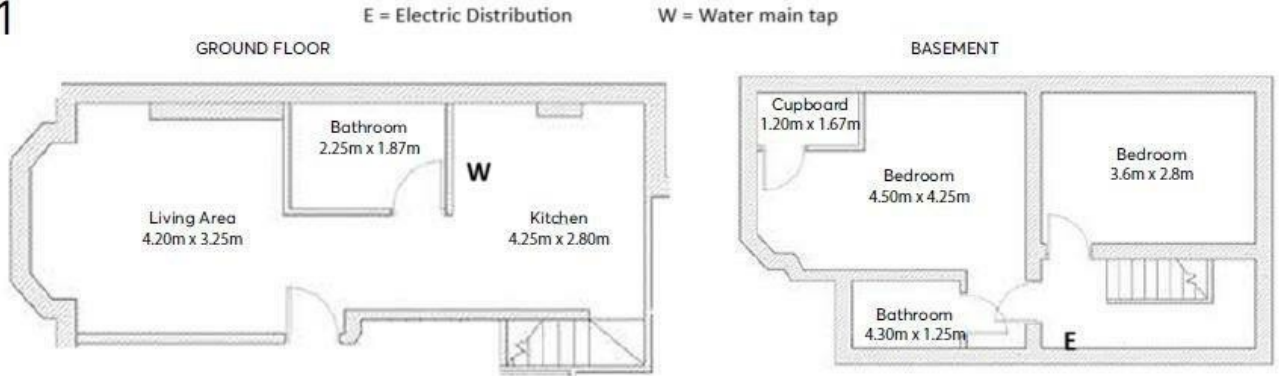 1
E = Electric Distribution
W = Water main tap
GROUND FLOOR
Bathroom
2.25m x 1.87m
W
Living Area
4.20m x 3.25m
Kitchen
4.25m x 2.80m
BASEMENT
Cupboard
1.20m x 1.67m
Bedroom
4.50m x 4.25m
Bedroom
3.6m x 2.8m
Bathroom
4.30m x 1.25m
E